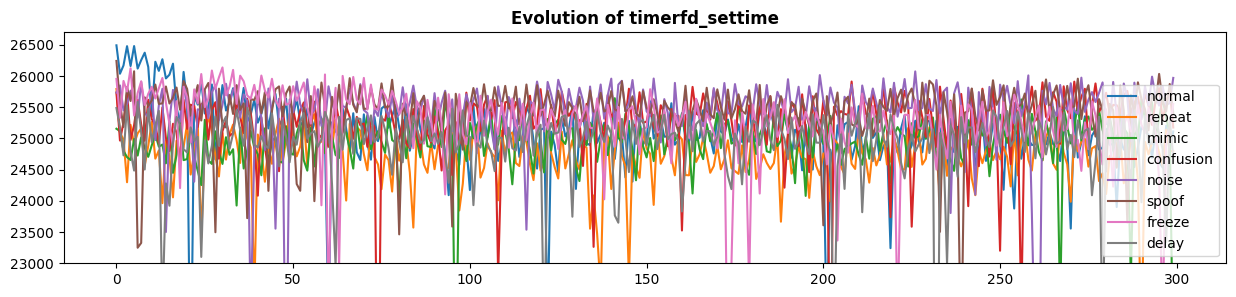 Evolution of timerfd_settime
26500
26000
25500
25000
24500
24000
23500
23000
0
50
100
150
200
250
300
normal
repeat
mimic
confusion
noise
spoof
freeze
delay